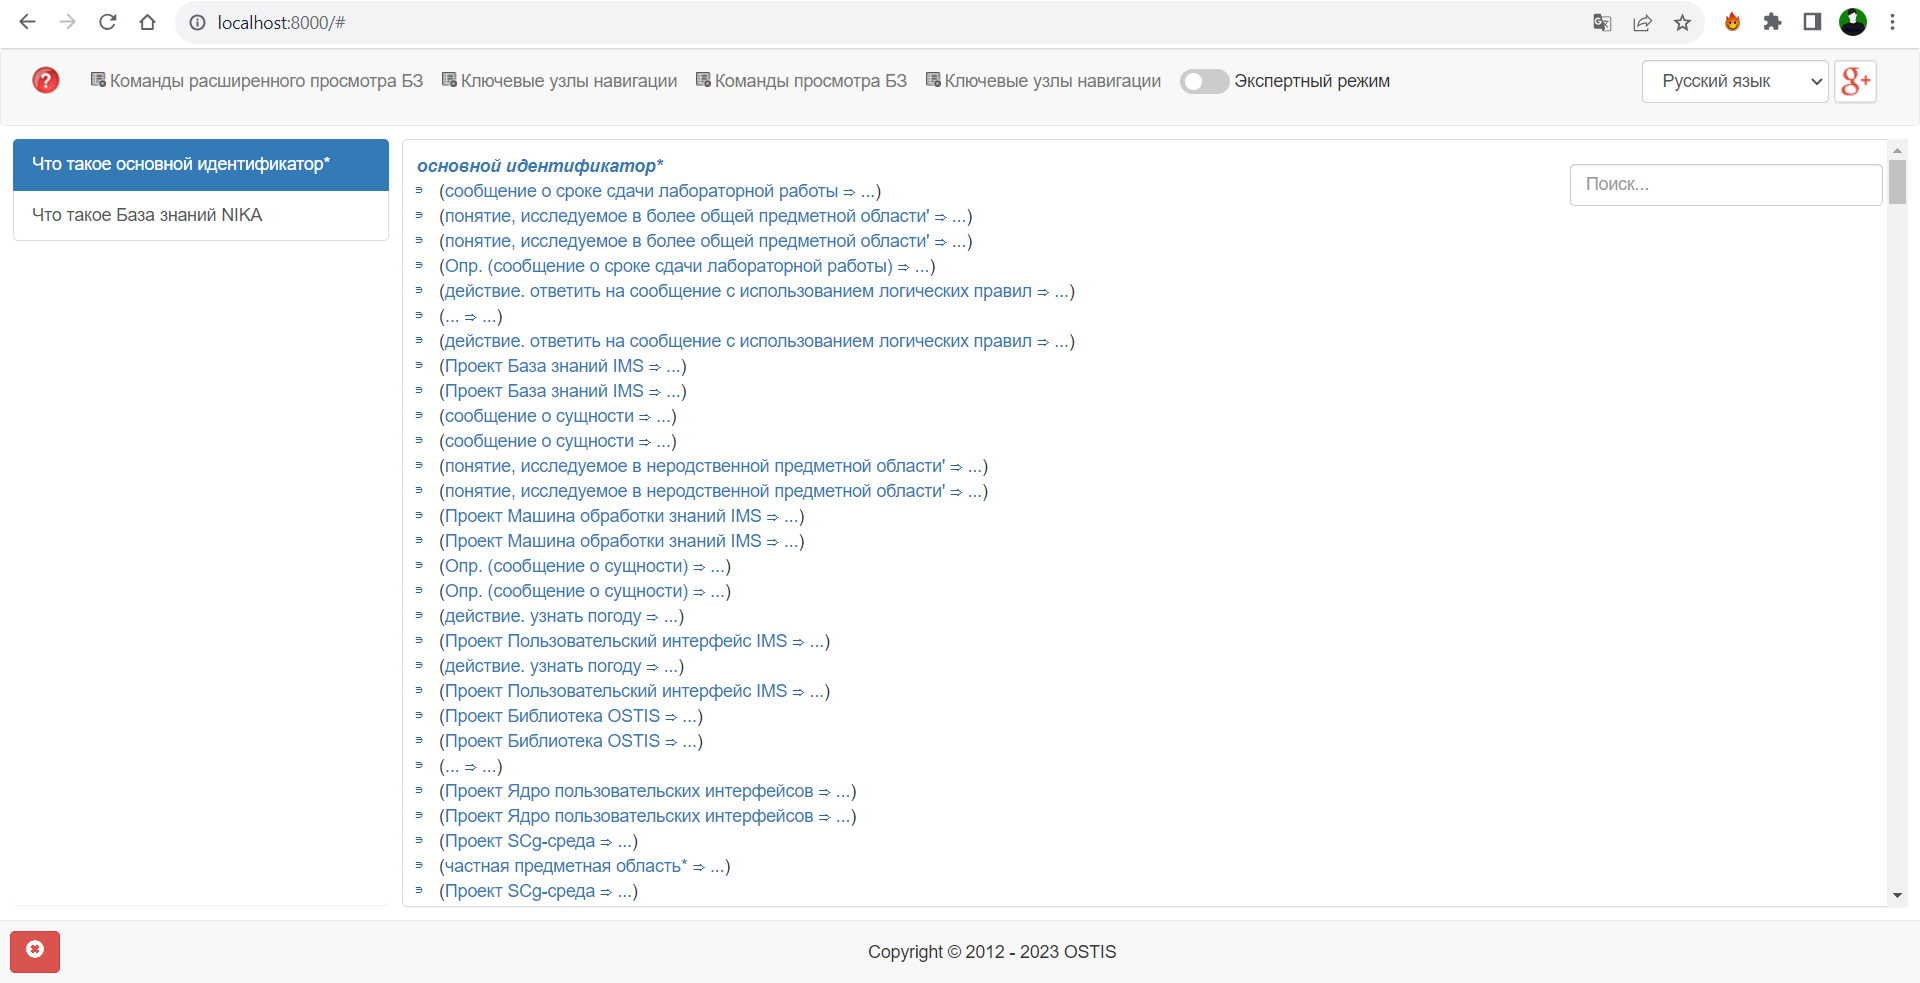 localhost:8000/#
Команды расширенного просмотра БЗ Ключевые узлы навигации Команды просмотра БЗ Ключевые узлы навигации Экспертный режим Русский язык g+
Что такое основной идентификатор*
Что такое База знаний NIKA
основной идентификатор*
Поиск...
∍ (сообщение о сроке сдачи лабораторной работы ⇒ ...)
∍ (понятие, исследуемое в более общей предметной области' ⇒ ...)
∍ (понятие, исследуемое в более общей предметной области' ⇒ ...)
∍ (Опр. (сообщение о сроке сдачи лабораторной работы) ⇒ ...)
∍ (действие. ответить на сообщение с использованием логических правил ⇒ ...)
∍ (... ⇒ ...)
∍ (действие. ответить на сообщение с использованием логических правил ⇒ ...)
∍ (Проект База знаний IMS ⇒ ...)
∍ (Проект База знаний IMS ⇒ ...)
∍ (сообщение о сущности ⇒ ...)
∍ (сообщение о сущности ⇒ ...)
∍ (понятие, исследуемое в неродственной предметной области' ⇒ ...)
∍ (понятие, исследуемое в неродственной предметной области' ⇒ ...)
∍ (Проект Машина обработки знаний IMS ⇒ ...)
∍ (Проект Машина обработки знаний IMS ⇒ ...)
∍ (Опр. (сообщение о сущности) ⇒ ...)
∍ (Опр. (сообщение о сущности) ⇒ ...)
∍ (действие. узнать погоду ⇒ ...)
∍ (Проект Пользовательский интерфейс IMS ⇒ ...)
∍ (действие. узнать погоду ⇒ ...)
∍ (Проект Пользовательский интерфейс IMS ⇒ ...)
∍ (Проект Библиотека OSTIS ⇒ ...)
∍ (Проект Библиотека OSTIS ⇒ ...)
∍ (... ⇒ ...)
∍ (Проект Ядро пользовательских интерфейсов ⇒ ...)
∍ (Проект Ядро пользовательских интерфейсов ⇒ ...)
∍ (Проект SCg-среда ⇒ ...)
∍ (частная предметная область* ⇒ ...)
∍ (Проект SCg-среда ⇒ ...)
Copyright © 2012 - 2023 OSTIS